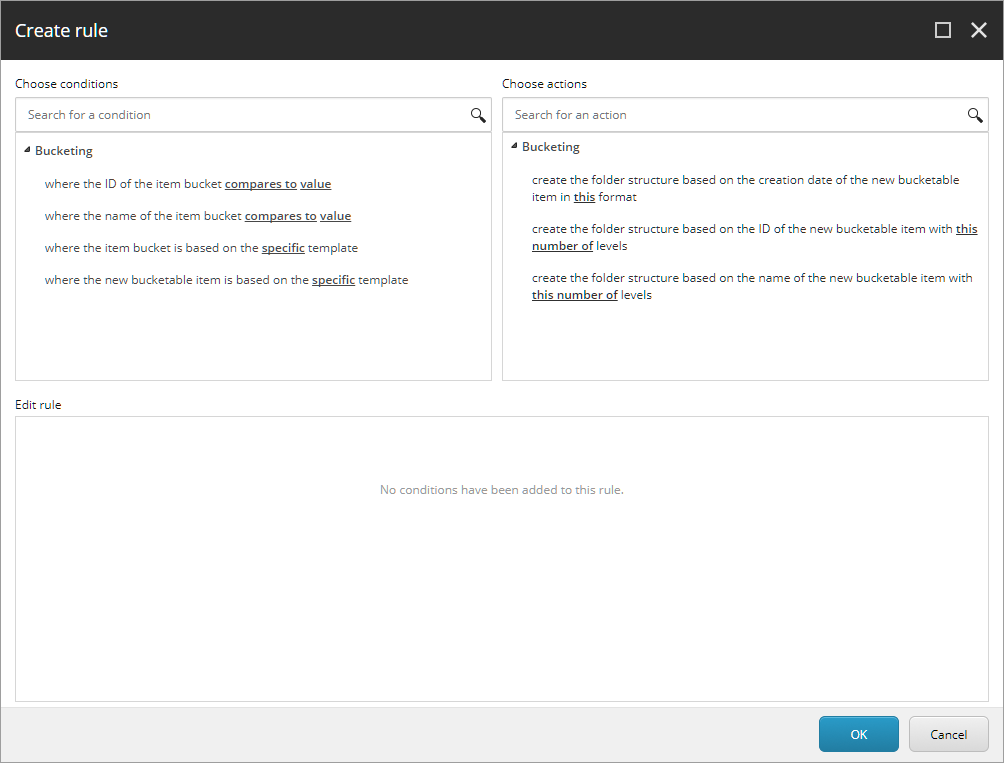 Create rule
Choose conditions
Search for a condition
Bucketing
where the ID of the item bucket compares to value
where the name of the item bucket compares to value
where the item bucket is based on the specific template
where the new bucketable item is based on the specific template
Choose actions
Search for an action
Bucketing
create the folder structure based on the creation date of the new bucketable
item in this format
create the folder structure based on the ID of the new bucketable item with this
number of levels
create the folder structure based on the name of the new bucketable item with
this number of levels
Edit rule
No conditions have been added to this rule.
OK
Cancel